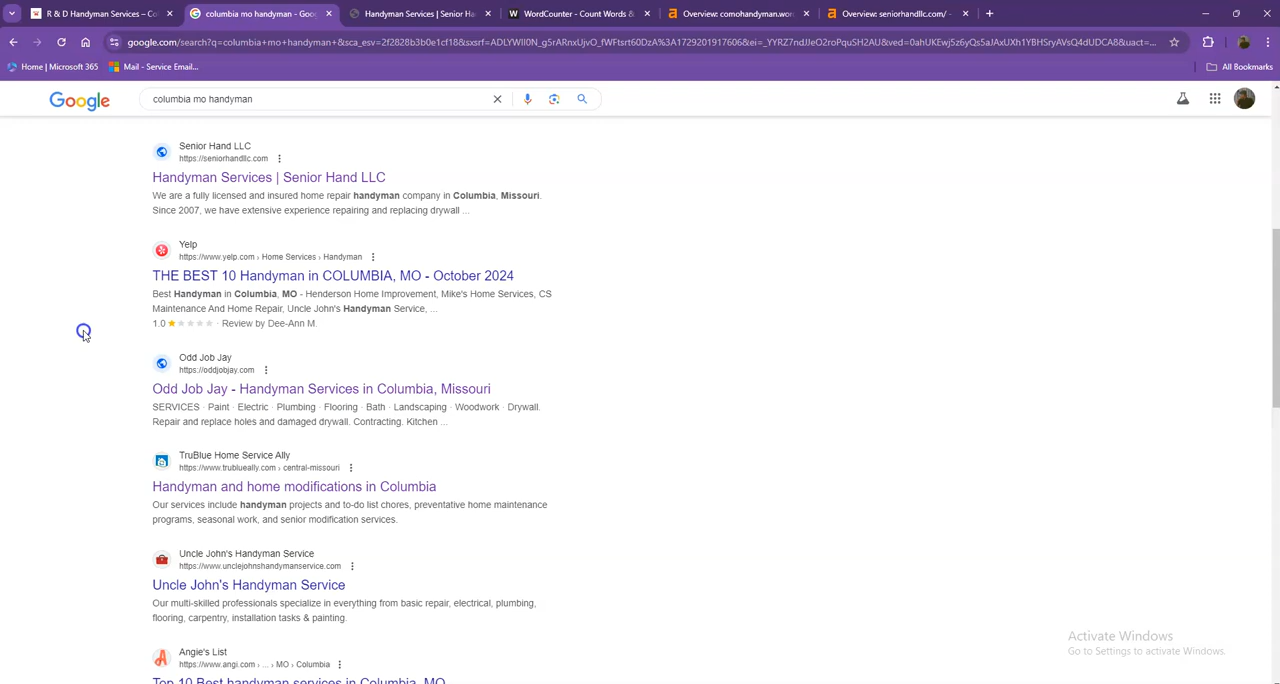 R & D Handyman Services – Co
columbia mo handyman - Goo
Handyman Services | Senior Ha
WordCounter - Count Words &
Overview: comohandyman.wor
Overview: seniorhandllc.com/ -
google.com/search?q=columbia+mo+handyman+&sca_esv=2f2828b3b0e1cf18&sxsrf=
Home | Microsoft 365
Mail - Service Email...
All Bookmarks
Google
columbia mo handyman
Senior Hand LLC
https://seniorhandllc.com
Handyman Services | Senior Hand LLC
We are a fully licensed and insured home repair handyman company in Columbia, Missouri.
Since 2007, we have extensive experience repairing and replacing drywall ...
Yelp
https://www.yelp.com › Home Services › Handyman
THE BEST 10 Handyman in COLUMBIA, MO - October 2024
Best Handyman in Columbia, MO - Henderson Home Improvement, Mike's Home Services, CS
Maintenance And Home Repair, Uncle John's Handyman Service, ...
1.0 ★☆☆☆☆ · Review by Dee-Ann M.
Odd Job Jay
https://oddjobjay.com
Odd Job Jay - Handyman Services in Columbia, Missouri
SERVICES · Paint · Electric · Plumbing · Flooring · Bath · Landscaping · Woodwork · Drywall.
Repair and replace holes and damaged drywall. Contracting. Kitchen ...
TruBlue Home Service Ally
https://www.trublueally.com › central-missouri
Handyman and home modifications in Columbia
Our services include handyman projects and to-do list chores, preventative home maintenance
programs, seasonal work, and senior modification services.
Uncle John's Handyman Service
https://www.unclejohnshandymanservice.com
Uncle John's Handyman Service
Our multi-skilled professionals specialize in everything from basic repair, electrical, plumbing,
flooring, carpentry, installation tasks & painting.
Angie's List
https://www.angi.com › ... › MO › Columbia
Top 10 Best handyman services in Columbia, MO
Activate Windows
Go to Settings to activate Windows.